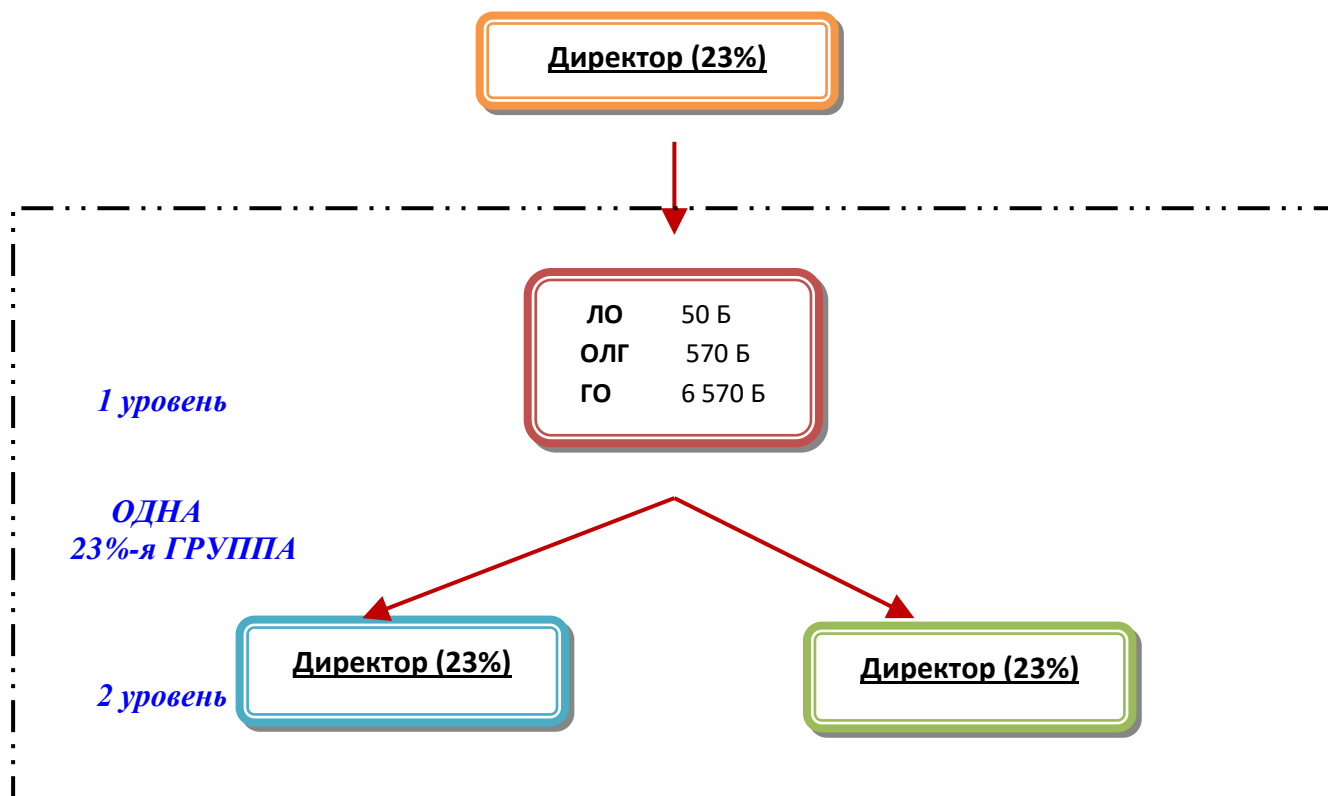 Директор (23%)
ЛО 50 Б
ОЛГ 570 Б
ГО 6 570 Б
1 уровень
ОДНА
23%-я ГРУППА
Директор (23%)
Директор (23%)
2 уровень